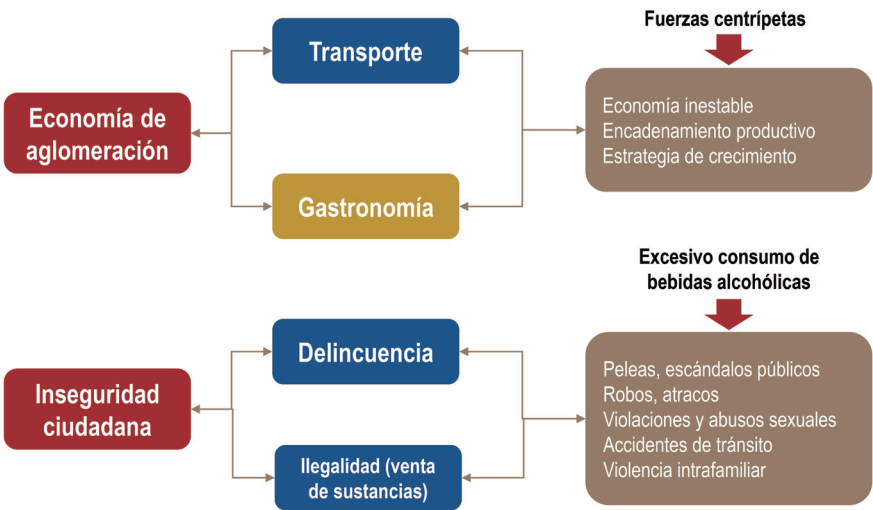 Fuerzas centrípetas
Transporte
Economía de
aglomeración
Economía inestable
Encadenamiento productivo
Estrategia de crecimiento
Gastronomía
Excesivo consumo de
bebidas alcohólicas
Delincuencia
Inseguridad
ciudadana
Peleas, escándalos públicos
Robos, atracos
Violaciones y abusos sexuales
Accidentes de tránsito
Violencia intrafamiliar
Ilegalidad (venta
de sustancias)